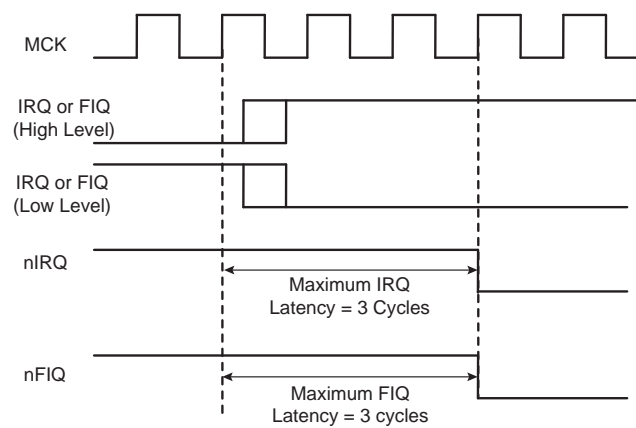 MCK
IRQ or FIQ
(High Level)
IRQ or FIQ
(Low Level)
nIRQ
Maximum IRQ
Latency = 3 Cycles
nFIQ
Maximum FIQ
Latency = 3 cycles